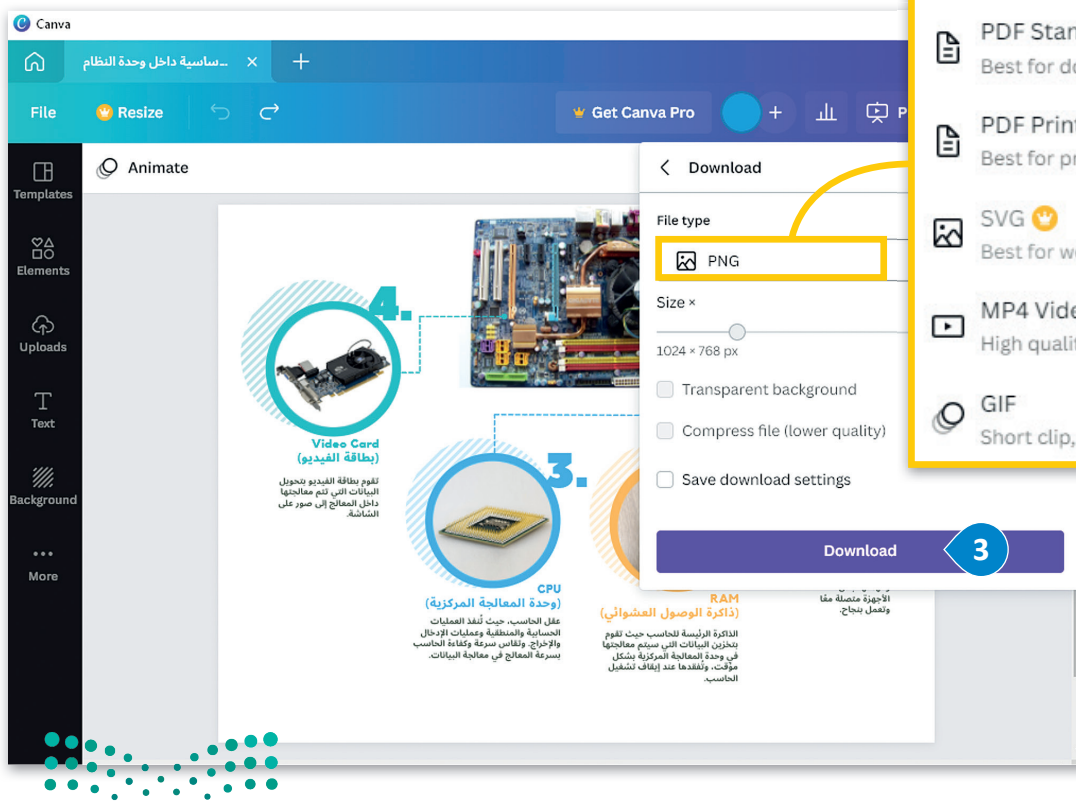 Canva
...ساسية داخل وحدة النظام
File
Resize
Get Canva Pro
Templates
Elements
Uploads
Text
Background
More
Animate
Download
File type
PNG
Size ×
1024 × 768 px
Transparent background
Compress file (lower quality)
Save download settings
Download
3
PDF
Best for
PDF Print
Best for
SVG
Best for
MP4
High
GIF
Short clip,
4.
Video Card
(بطاقة الفيديو)
تقوم بطاقة الفيديو بتحويل
البيانات التي تتم معالجتها
داخل المعالج إلى صور على
الشاشة.
3.
CPU
(وحدة المعالجة المركزية)
عقل الحاسب، حيث تُنفذ العمليات
الحسابية والمنطقية وعمليات الإدخال
والإخراج. وتقاس سرعة وكفاءة الحاسب
بسرعة المعالج في معالجة البيانات.
RAM
(ذاكرة الوصول العشوائي)
الذاكرة الرئيسة للحاسب حيث تقوم
بتخزين البيانات التي سيتم معالجتها
في وحدة المعالجة المركزية بشكل
مؤقت، وتُفقدها عند إيقاف تشغيل
الحاسب.
الأجهزة متصلة معًا
وتعمل بنجاح.